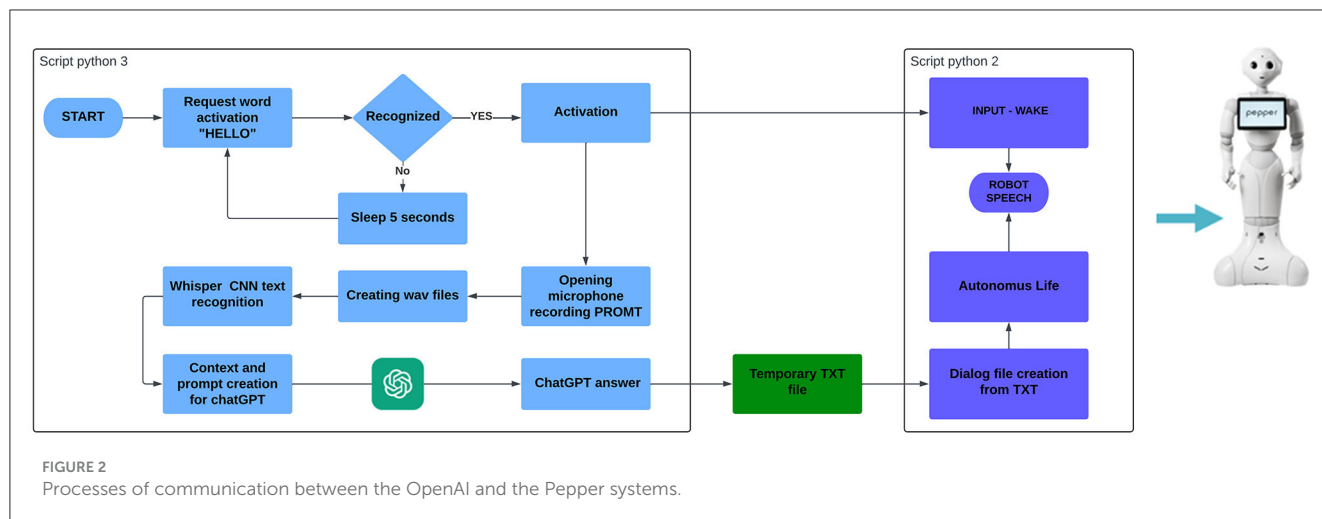 Script python 3
START
Request word
activation
"HELLO"
Recognized
YES
Activation
No
Sleep 5 seconds
Opening
microphone
recording PROMT
Creating wav files
Whisper CNN text
recognition
Context and
prompt creation
for chatGPT
ChatGPT answer
Temporary TXT
file
Script python 2
INPUT - WAKE
ROBOT
SPEECH
Autonomus Life
Dialog file creation
from TXT
pepper
FIGURE 2
Processes of communication between the OpenAI and the Pepper systems.